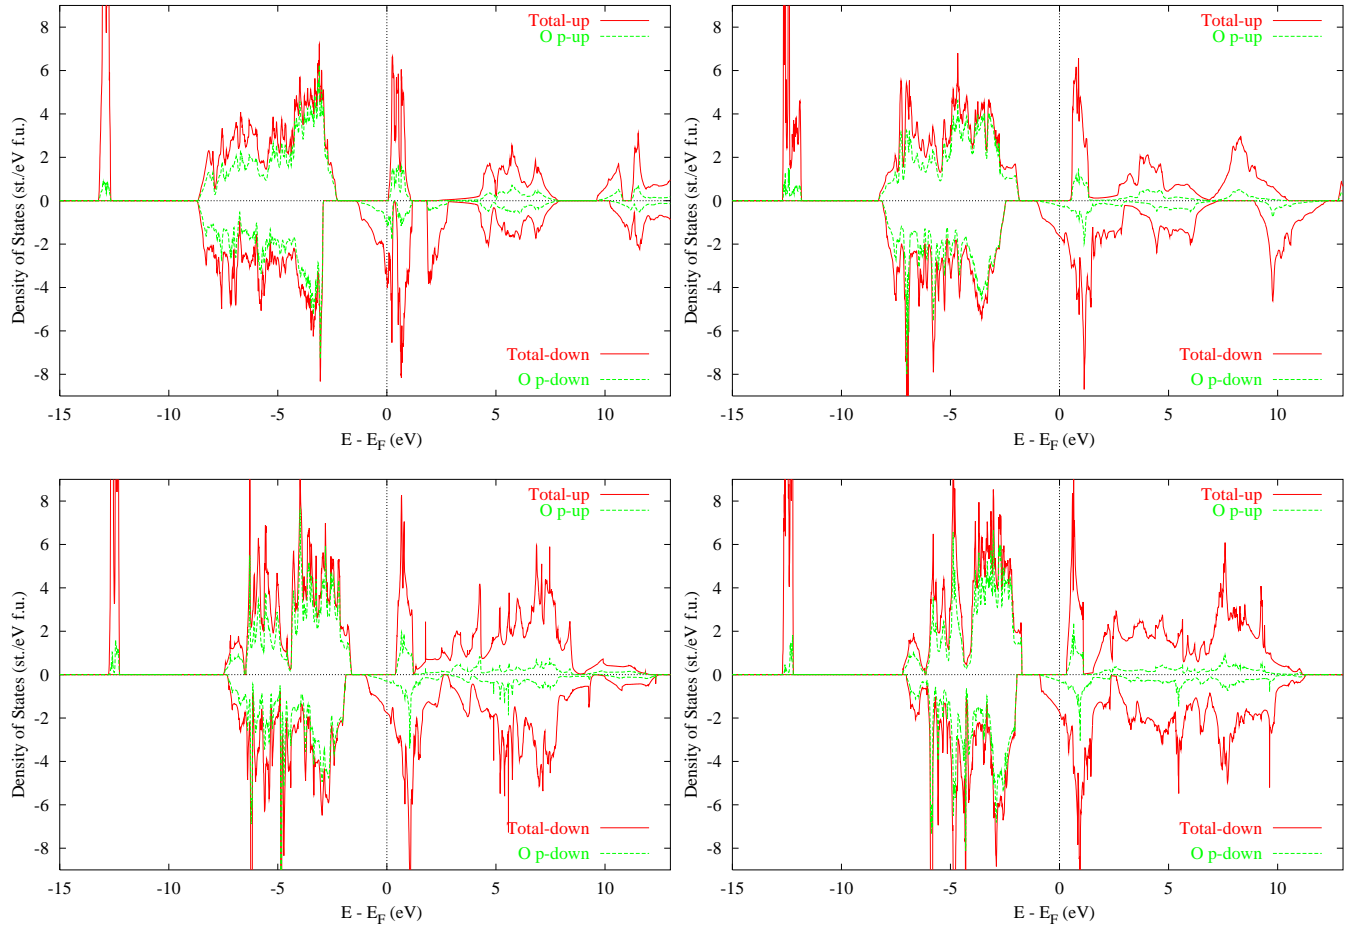 Total-up
O p-up
Density of States (st./eV f.u.)
8
6
4
2
0
-2
-4
-6
-8
Total-down
O p-down
-15
-10
-5
0
5
10
E - E_F (eV)
Total-up
O p-up
Density of States (st./eV f.u.)
8
6
4
2
0
-2
-4
-6
-8
Total-down
O p-down
-15
-10
-5
0
5
10
E - E_F (eV)
Total-up
O p-up
Density of States (st./eV f.u.)
8
6
4
2
0
-2
-4
-6
-8
Total-down
O p-down
-15
-10
-5
0
5
10
E - E_F (eV)
Total-up
O p-up
Density of States (st./eV f.u.)
8
6
4
2
0
-2
-4
-6
-8
Total-down
O p-down
-15
-10
-5
0
5
10
E - E_F (eV)